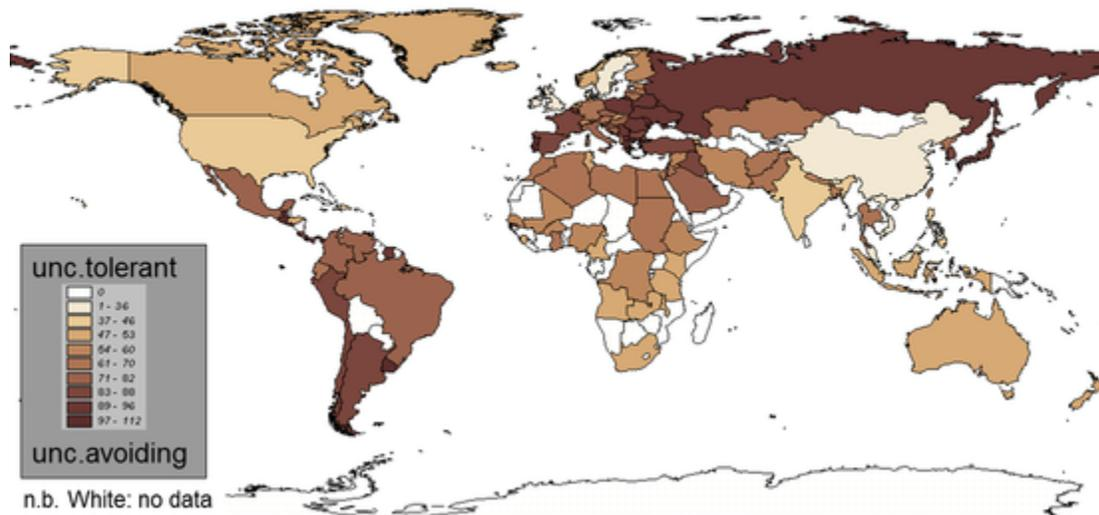 unc.tolerant
0
1 - 36
37 - 46
47 - 53
54 - 60
61 - 70
71 - 82
83 - 88
89 - 96
97 - 112
unc.avoiding
n.b. White: no data